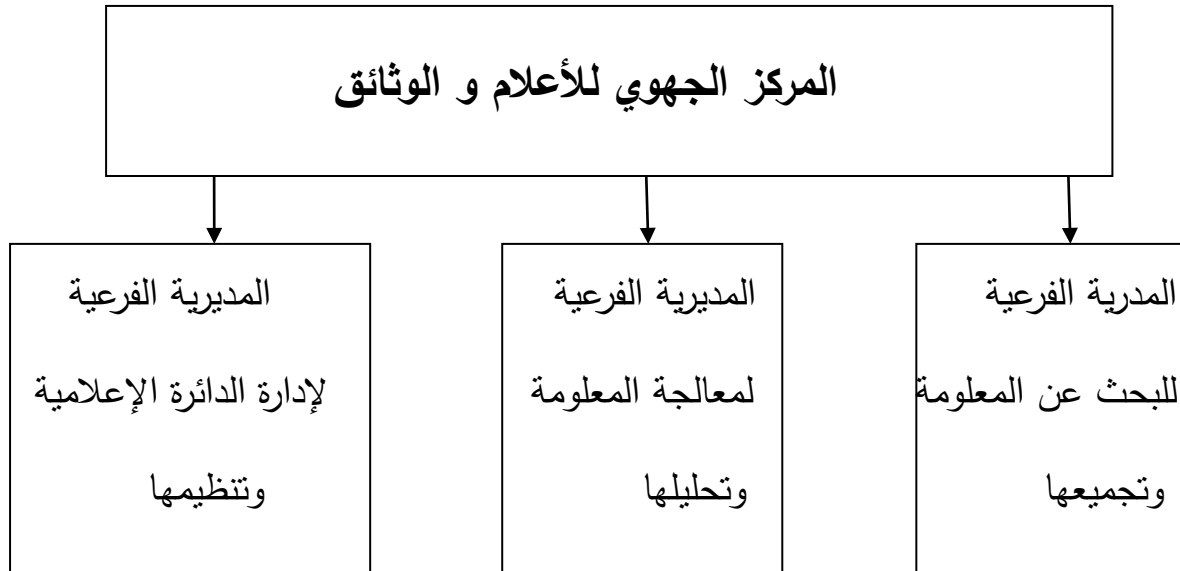 المركز الجهوي للأعلام و الوثائق
المدرية الفرعية
للبحث عن المعلومة
وتجميعها
المديرية الفرعية
لمعالجة المعلومة
وتحليلها
المديرية الفرعية
لإدارة الدائرة الإعلامية
وتنظيمها